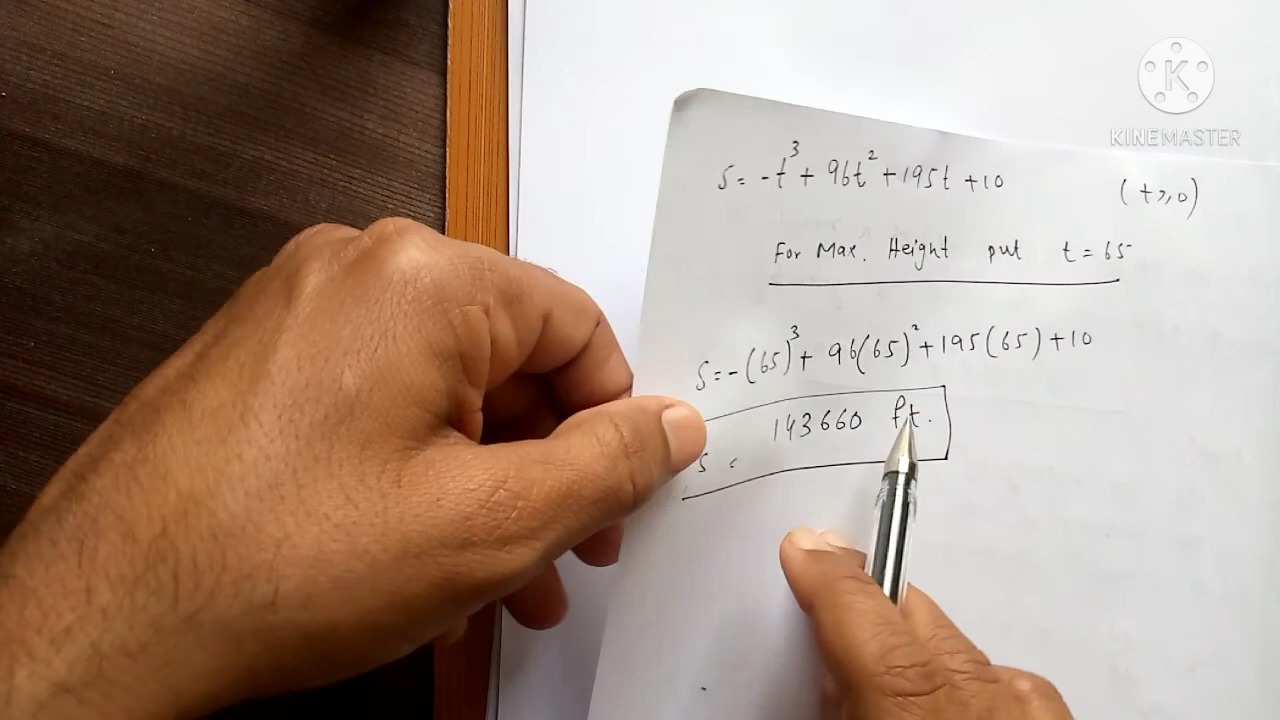 K
KINEMASTER
S = -t³ + 96t² + 195t + 10 (t ≥, 0)
For Max. Height put t = 65
S = -(65)³ + 96(65)² + 195(65) + 10
S = 143660 ft.